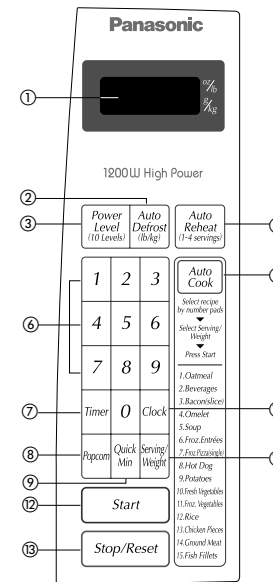 Panasonic
①
oz/lb
g/kg
1200W High Power
②
③
Power Level (10 Levels)
Auto Defrost (lb/kg)
Auto Reheat (1-4 servings)
Auto Cook
Select recipe by number pads
Select Serving/ Weight
Press Start
1 2 3
⑥
4 5 6
7 8 9
⑦
Timer 0 Clock
⑧
Popcorn
Quick Min
Serving/ Weight
⑨
1.Oatmeal
2.Beverages
3.Bacon(slice)
4.Omelet
5.Soup
6.Froz.Entrées
7.Froz.Pizza(single)
8.Hot Dog
9.Potatoes
10.Fresh Vegetables
11.Froz. Vegetables
12.Rice
13.Chicken Pieces
14.Ground Meat
15.Fish Fillets
⑫
Start
⑬
Stop/Reset